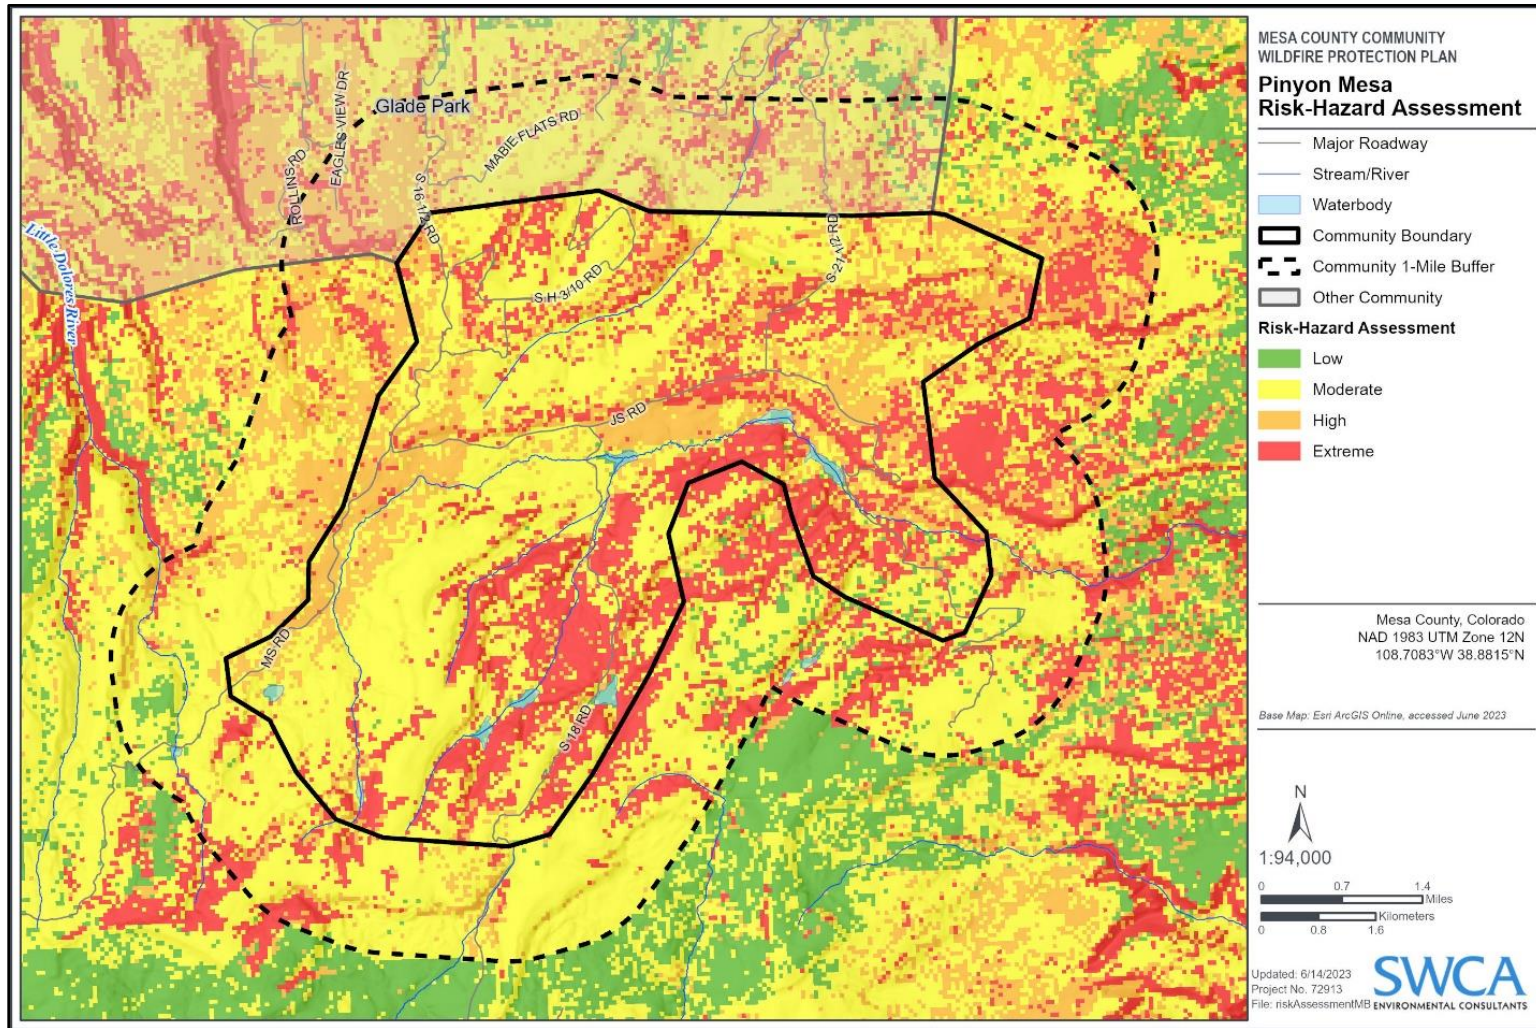 MESA COUNTY COMMUNITY
WILDFIRE PROTECTION PLAN
Pinyon Mesa
Risk-Hazard Assessment
Major Roadway
Stream/River
Waterbody
Community Boundary
Community 1-Mile Buffer
Other Community
Risk-Hazard Assessment
Low
Moderate
High
Extreme
Mesa County, Colorado
NAD 1983 UTM Zone 12N
108.7083°W 38.8815°N
Base Map: Esri ArcGIS Online, accessed June 2023
N
1:94,000
0 0.7 1.4
Miles
Kilometers
0 0.8 1.6
Updated: 6/14/2023
Project No. 72913
File: riskAssessmentMB
SWCA
ENVIRONMENTAL CONSULTANTS
Glade Park
EAGLES VIEW DR
ROLLINS RD
MABIE FLATS RD
S 16 1/2 RD
Little Dolores River
S H 3/10 RD
S 21 1/2 RD
JS RD
MS RD
S 18 RD